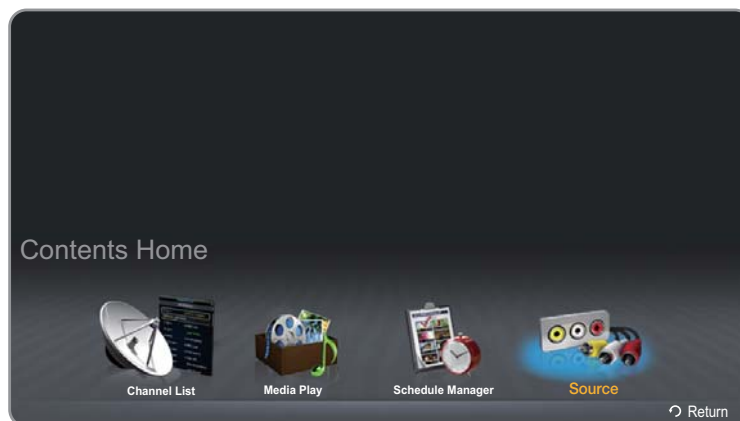 Contents Home
Channel List
Media Play
Schedule Manager
Source
Return